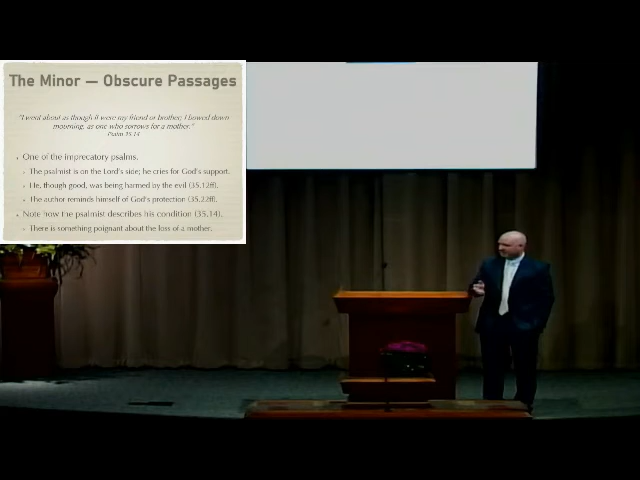 The Minor — Obscure Passages
"I went about as though it were my friend or brother; I bowed down
mourning, as one who sorrows for a mother."
Psalm 35.14
One of the imprecatory psalms.
The psalmist is on the Lord's side; he cries for God's support.
He, though good, was being harmed by the evil (35.12ff).
The author reminds himself of God's protection (35.22ff).
Note how the psalmist describes his condition (35.14).
There is something poignant about the loss of a mother.